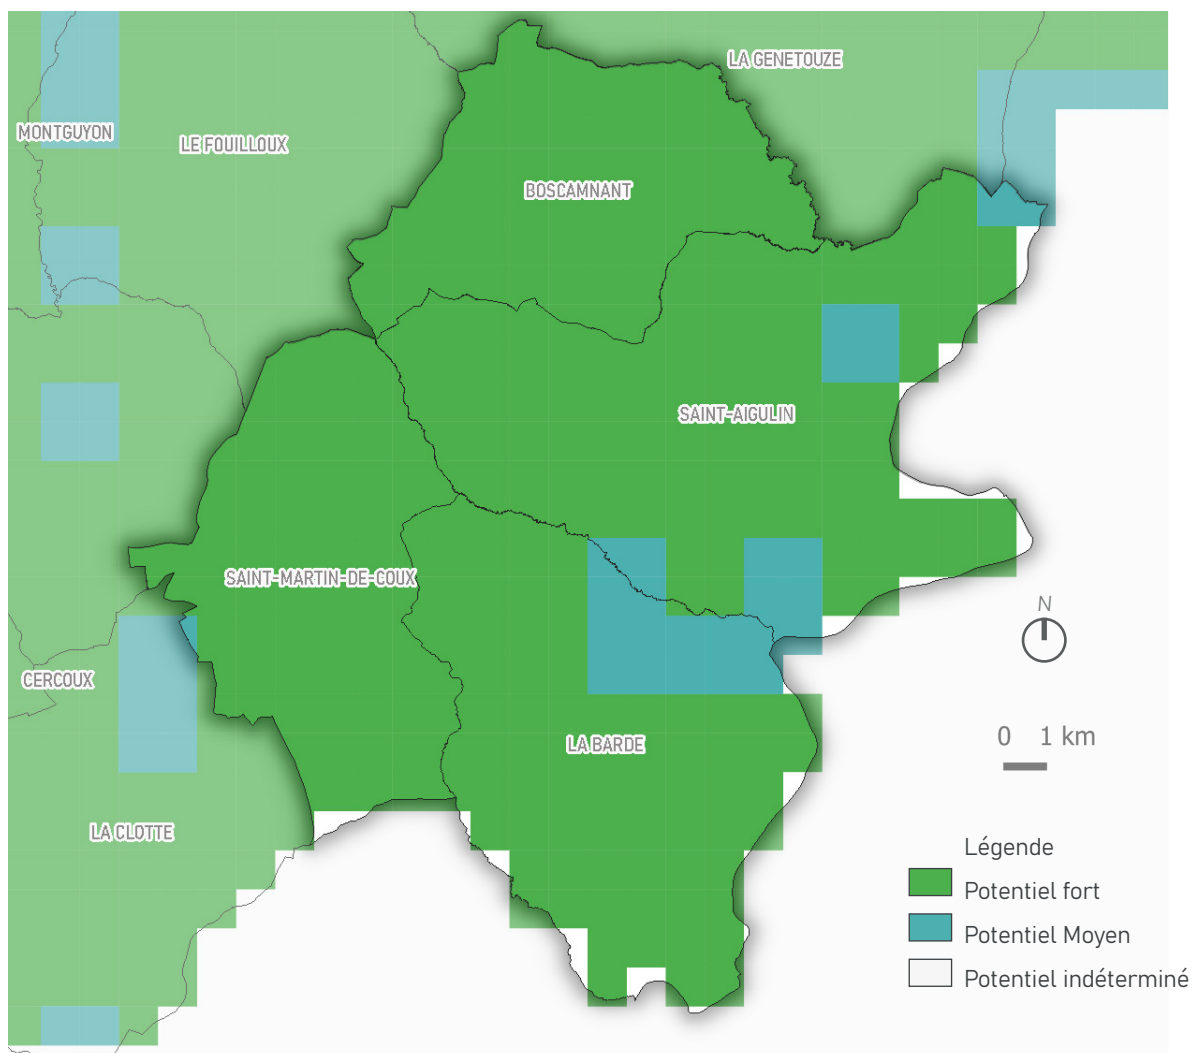 LA GENETOUZE
MONTGUYON
LE FOUILLOUX
BOSCAMNANT
SAINT-AIGULIN
SAINT-MARTIN-DE-COUX
N
CERCOUX
0 1 km
LA BARDE
LA CLOTTE
Légende
Potentiel fort
Potentiel Moyen
Potentiel indéterminé